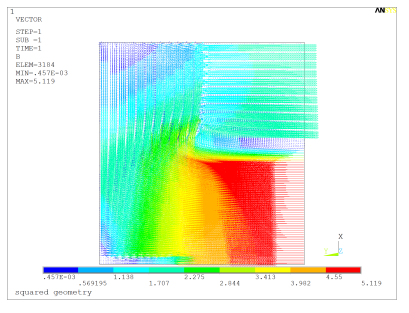 1
VECTOR
STEP=1
SUB =1
TIME=1
B
ELEM=3184
MIN=.457E-03
MAX=5.119
AN
X
.457E-03 1.138 2.275 3.413 4.55
.569195 1.707 2.844 3.982 5.119
squared geometry